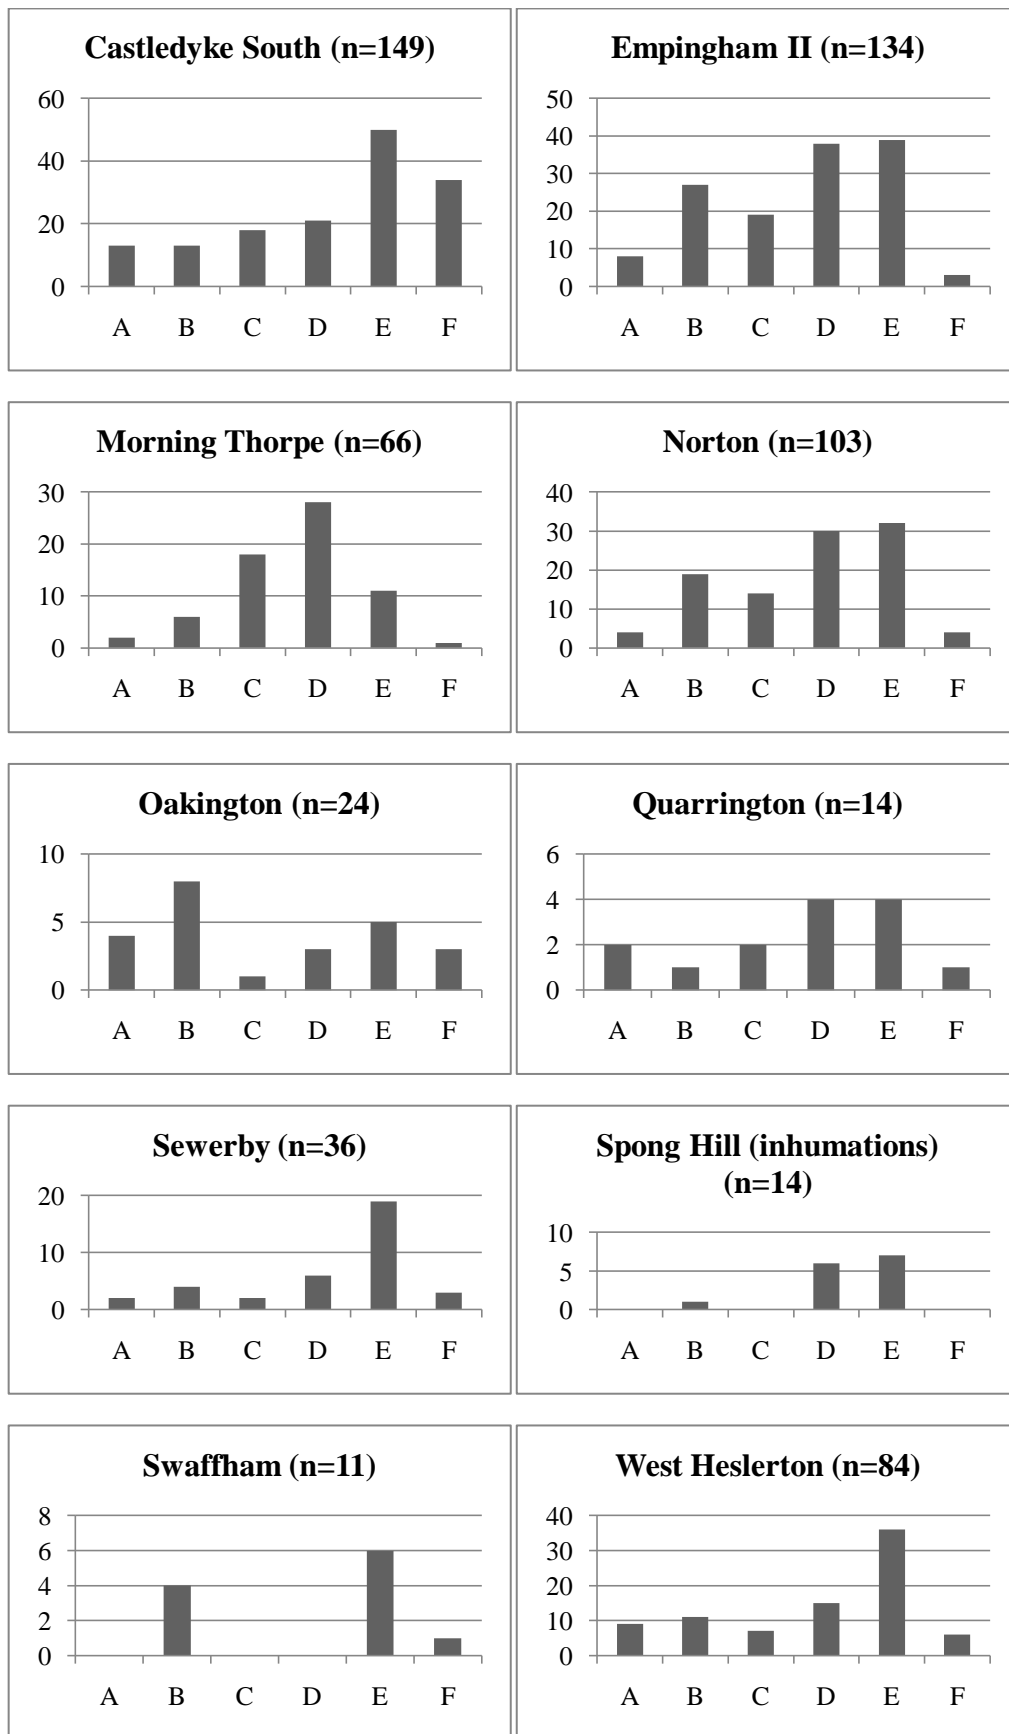 Castledyke South (n=149)
60
40
20
0
A B C D E F
Empingham II (n=134)
50
40
30
20
10
0
A B C D E F
Morning Thorpe (n=66)
30
20
10
0
A B C D E F
Norton (n=103)
40
30
20
10
0
A B C D E F
Oakington (n=24)
10
5
0
A B C D E F
Quarrington (n=14)
6
4
2
0
A B C D E F
Sewerby (n=36)
20
10
0
A B C D E F
Spong Hill (inhumations)
(n=14)
10
5
0
A B C D E F
Swaffham (n=11)
8
6
4
2
0
A B C D E F
West Heslerton (n=84)
40
30
20
10
0
A B C D E F